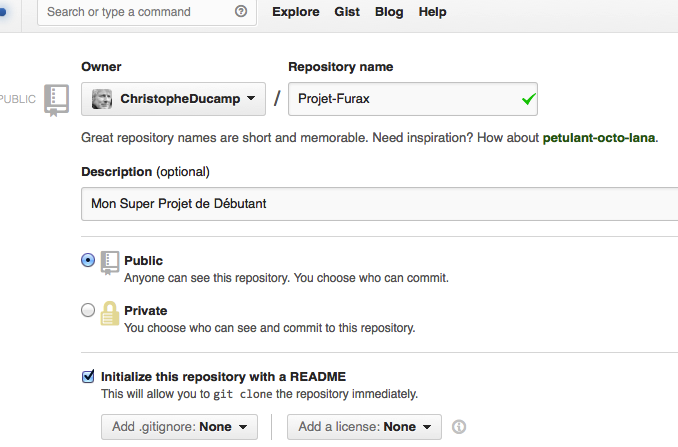 Search or type a command
Explore Gist Blog Help
Owner Repository name
PUBLIC ChristopheDucamp / Projet-Furax
Great repository names are short and memorable. Need inspiration? How about petulant-octo-lana.
Description (optional)
Mon Super Projet de Débutant
Public
Anyone can see this repository. You choose who can commit.
Private
You choose who can see and commit to this repository.
Initialize this repository with a README
This will allow you to git clone the repository immediately.
Add .gitignore: None Add a license: None